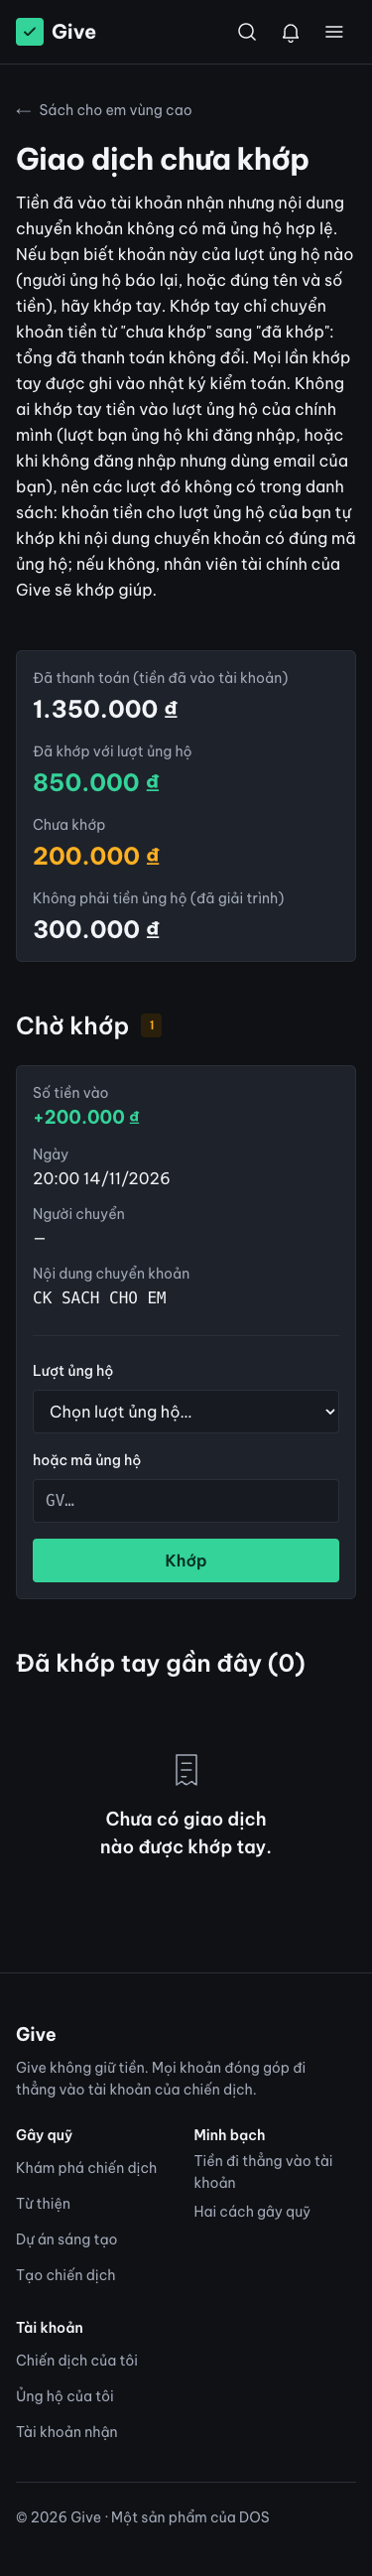 Give
← Sách cho em vùng cao
Giao dịch chưa khớp
Tiền đã vào tài khoản nhận nhưng nội dung
chuyển khoản không có mã ủng hộ hợp lệ.
Nếu bạn biết khoản này của lượt ủng hộ nào
(người ủng hộ báo lại, hoặc đúng tên và số
tiền), hãy khớp tay. Khớp tay chỉ chuyển
khoản tiền từ "chưa khớp" sang "đã khớp":
tổng đã thanh toán không đổi. Mọi lần khớp
tay được ghi vào nhật ký kiểm toán. Không
ai khớp tay tiền vào lượt ủng hộ của chính
mình (lượt bạn ủng hộ khi đăng nhập, hoặc
khi không đăng nhập nhưng dùng email của
bạn), nên các lượt đó không có trong danh
sách: khoản tiền cho lượt ủng hộ của bạn tự
khớp khi nội dung chuyển khoản có đúng mã
ủng hộ; nếu không, nhân viên tài chính của
Give sẽ khớp giúp.
Đã thanh toán (tiền đã vào tài khoản)
1.350.000 ₫
Đã khớp với lượt ủng hộ
850.000 ₫
Chưa khớp
200.000 ₫
Không phải tiền ủng hộ (đã giải trình)
300.000 ₫
Chờ khớp 1
Số tiền vào
+200.000 ₫
Ngày
20:00 14/11/2026
Người chuyển
—
Nội dung chuyển khoản
CK SACH CHO EM
Lượt ủng hộ
Chọn lượt ủng hộ...
hoặc mã ủng hộ
GV…
Khớp
Đã khớp tay gần đây (0)
Chưa có giao dịch
nào được khớp tay.
Give
Give không giữ tiền. Mọi khoản đóng góp đi
thẳng vào tài khoản của chiến dịch.
Gây quỹ
Khám phá chiến dịch
Từ thiện
Dự án sáng tạo
Tạo chiến dịch
Minh bạch
Tiền đi thẳng vào tài
khoản
Hai cách gây quỹ
Tài khoản
Chiến dịch của tôi
Ủng hộ của tôi
Tài khoản nhận
© 2026 Give · Một sản phẩm của DOS